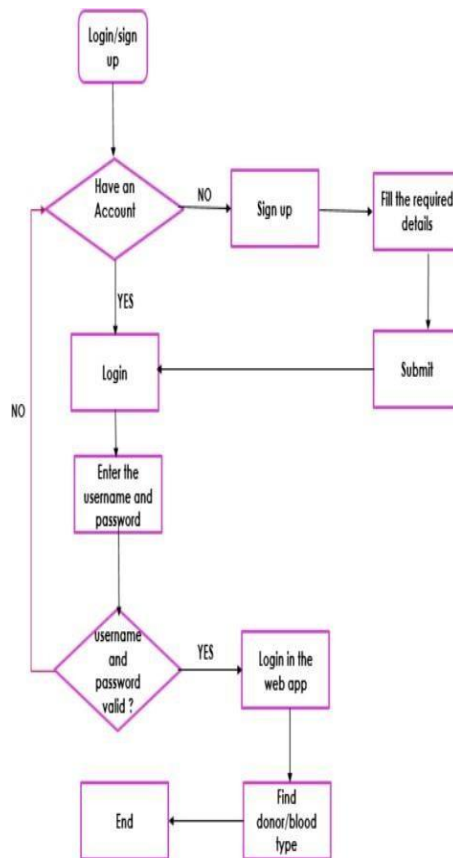 Login/sign
up
Have an
Account
NO
Sign up
Fill the required
details
YES
Login
Submit
NO
Enter the
username and
password
username
and
password
valid ?
YES
Login in the
web app
End
Find
donor/blood
type